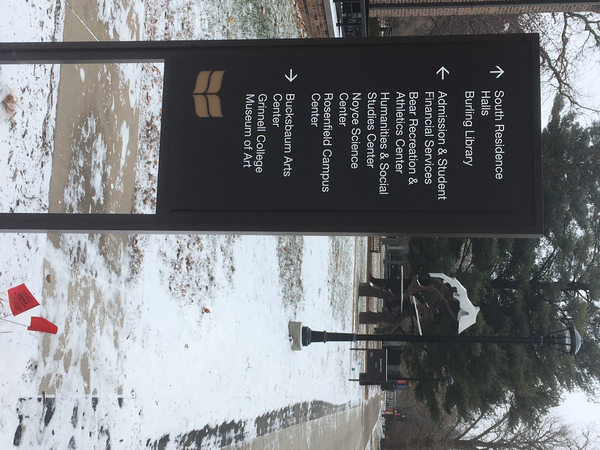 South Residence
Halls
Burling Library
Admission & Student
Financial Services
Bear Recreation &
Athletics Center
Humanities & Social
Studies Center
Noyce Science
Center
Rosenfield Campus
Center
Bucksbaum Arts
Center
Grinnell College
Museum of Art